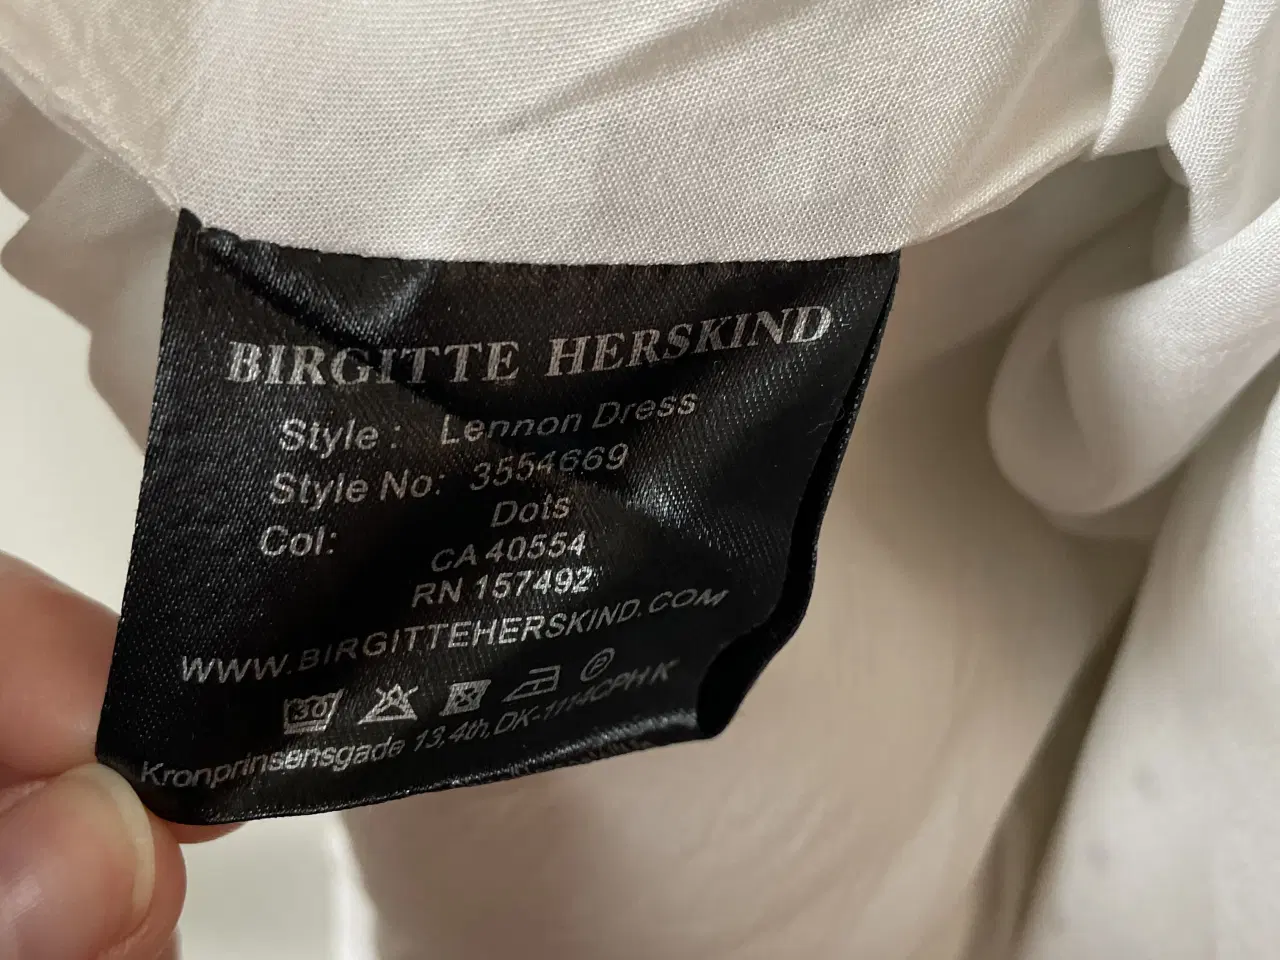 BIRGITTE HERSKIND
Style: Lennon Dress
Style No: 3554669
Col: Dots
CA 40554
RN 157492
WWW.BIRGITTEHERSKIND.COM
30 P
Kronprinsensgade 13,4th,DK-1114CPH K